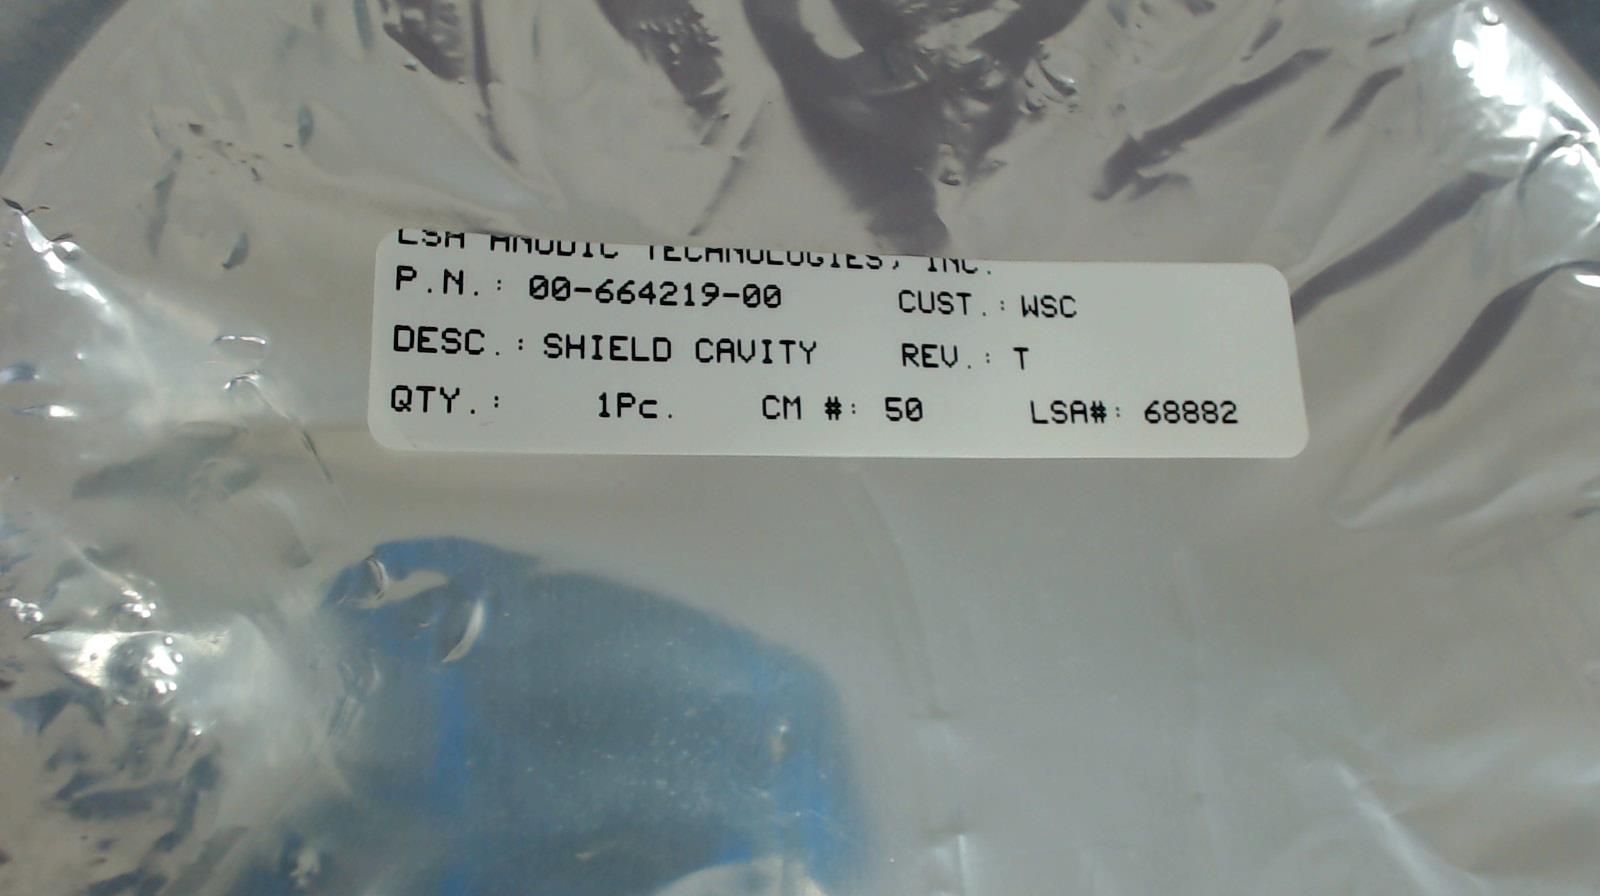 LSA ANODIC TECHNOLOGIES, INC.
P.N.: 00-664219-00 CUST.: WSC
DESC.: SHIELD CAVITY REV.: T
QTY.: 1Pc. CM #: 50 LSA#: 68882